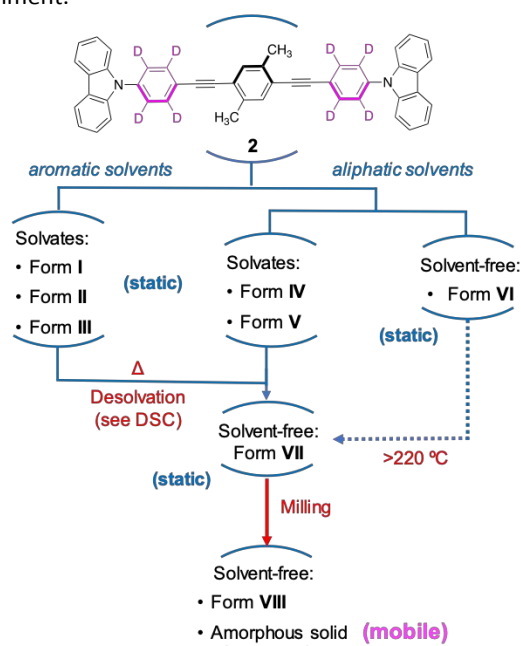 nment.
D D CH₃ D D
N N
D D H₃C D D
2
aromatic solvents aliphatic solvents
Solvates:
• Form I
• Form II
• Form III
(static)
Solvates:
• Form IV
• Form V
Solvent-free:
• Form VI
(static)
Δ
Desolvation
(see DSC)
Solvent-free:
Form VII
(static)
>220 ºC
Milling
Solvent-free:
• Form VIII
• Amorphous solid (mobile)